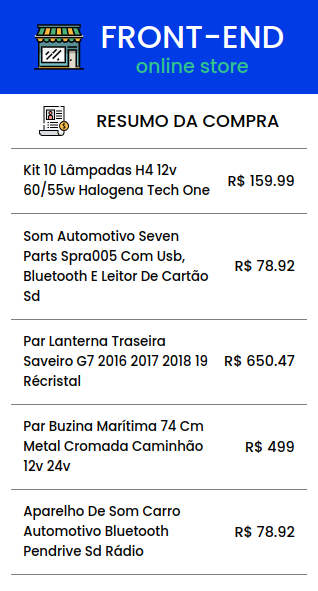 FRONT-END
online store
RESUMO DA COMPRA
Kit 10 Lâmpadas H4 12v
60/55w Halogena Tech One
R$ 159.99
Som Automotivo Seven
Parts Spra005 Com Usb,
Bluetooth E Leitor De Cartão
Sd
R$ 78.92
Par Lanterna Traseira
Saveiro G7 2016 2017 2018 19
Récristal
R$ 650.47
Par Buzina Marítima 74 Cm
Metal Cromada Caminhão
12v 24v
R$ 499
Aparelho De Som Carro
Automotivo Bluetooth
Pendrive Sd Rádio
R$ 78.92